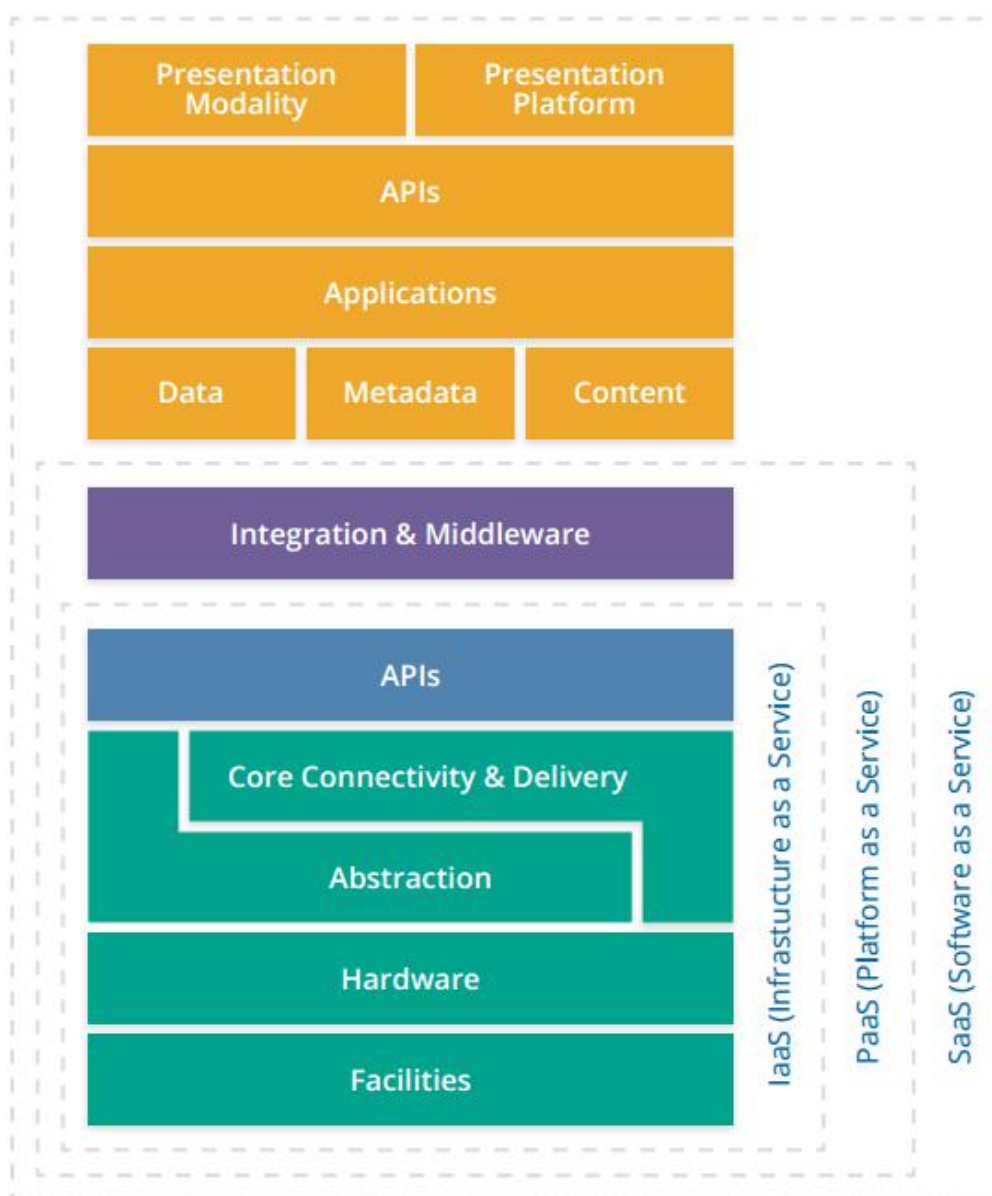 Presentation
Modality
Presentation
Platform
APIs
Applications
Data
Metadata
Content
Integration & Middleware
APIs
Core Connectivity & Delivery
Abstraction
Hardware
Facilities
IaaS (Infrastucture as a Service)
PaaS (Platform as a Service)
SaaS (Software as a Service)